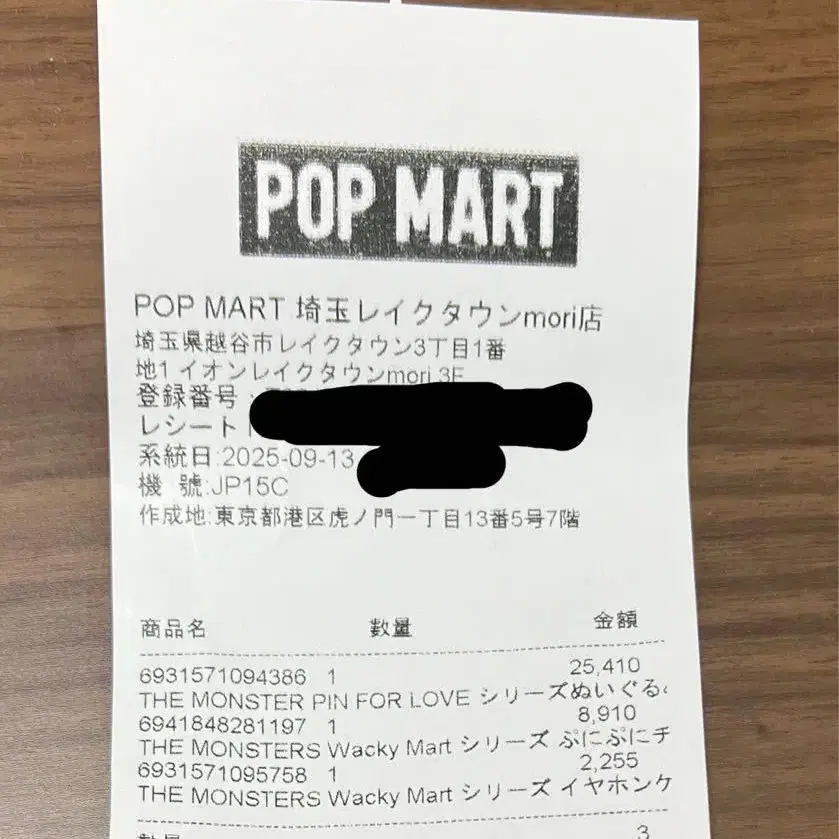 POP MART
POP MART 埼玉レイクタウンmori店
埼玉県越谷市レイクタウン3丁目1番
地1 イオンレイクタウンmori 3F
登録番号:
レシート
系統日:2025-09-13
機 號:JP15C
作成地:東京都港区虎ノ門一丁目13番5号7階
商品名 數量 金額
6931571094386 1 25,410
THE MONSTER PIN FOR LOVE シリーズぬいぐる
6941848281197 1 8,910
THE MONSTERS Wacky Mart シリーズ ぷにぷにチ
6931571095758 1 2,255
THE MONSTERS Wacky Mart シリーズ イヤホンケ
數量 3